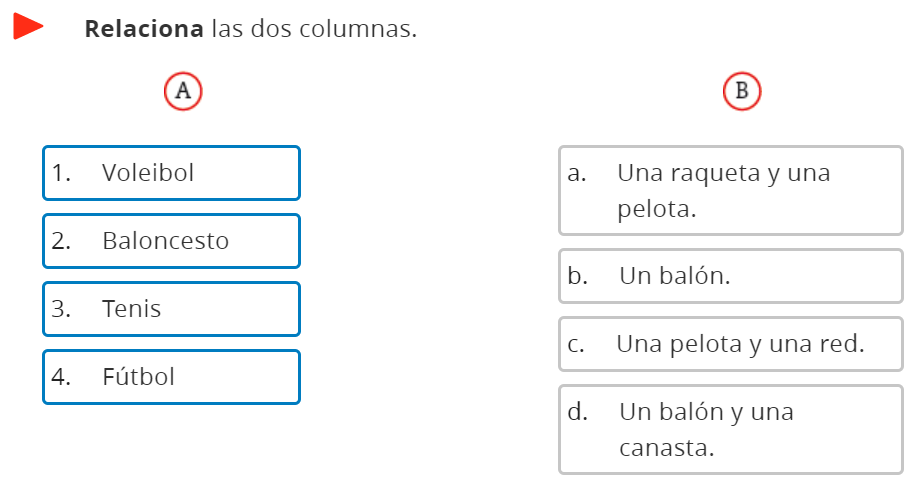 Relaciona las dos columnas.
A
1. Voleibol
2. Baloncesto
3. Tenis
4. Fútbol
B
a. Una raqueta y una
pelota.
b. Un balón.
c. Una pelota y una red.
d. Un balón y una
canasta.